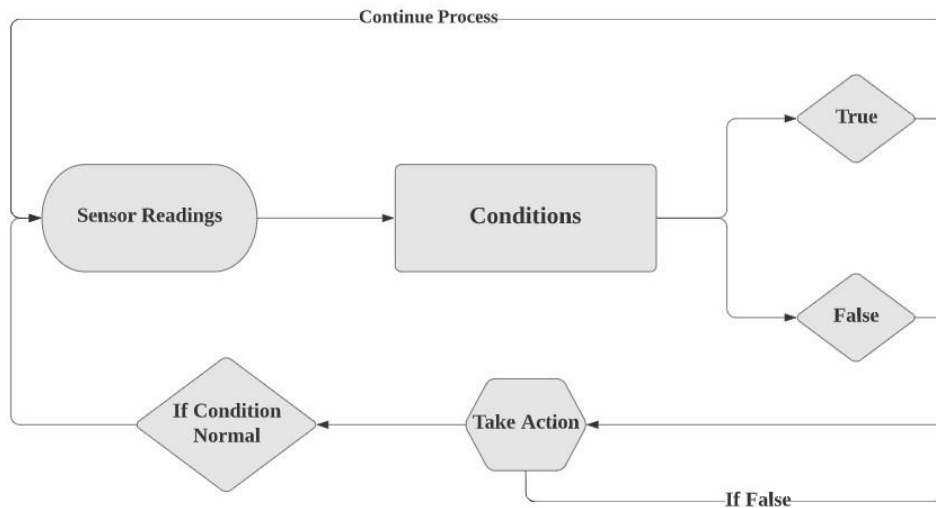 Continue Process
True
Sensor Readings
Conditions
False
If Condition
Normal
Take Action
If False